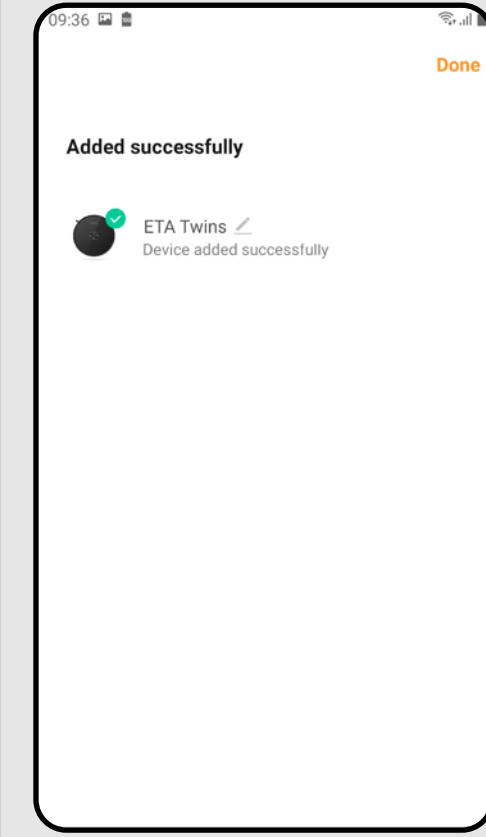 09:36
Done
Added successfully
ETA Twins
Device added successfully